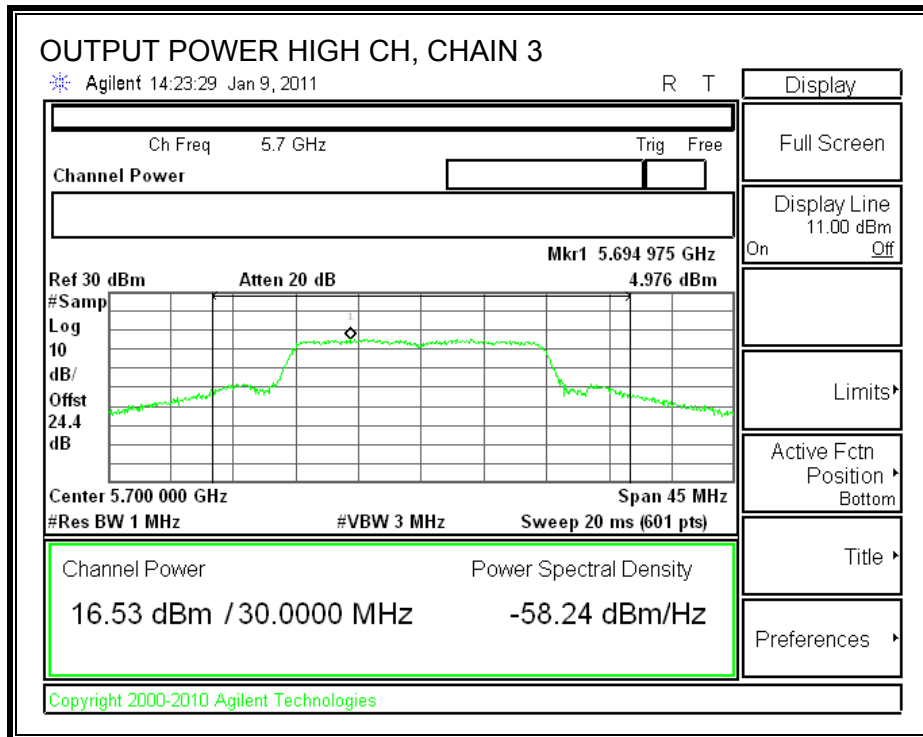 OUTPUT POWER HIGH CH, CHAIN 3
Agilent 14:23:29 Jan 9, 2011 R T
Display
Ch Freq 5.7 GHz Trig Free
Channel Power
Full Screen
Display Line
11.00 dBm
On Off
Mkr1 5.694 975 GHz
Ref 30 dBm Atten 20 dB 4.976 dBm
#Samp
Log
10
dB/
Offst
24.4
dB
1
Limits
Active Fctn
Position
Bottom
Center 5.700 000 GHz Span 45 MHz
#Res BW 1 MHz #VBW 3 MHz Sweep 20 ms (601 pts)
Title
Channel Power Power Spectral Density
16.53 dBm / 30.0000 MHz -58.24 dBm/Hz
Preferences
Copyright 2000-2010 Agilent Technologies